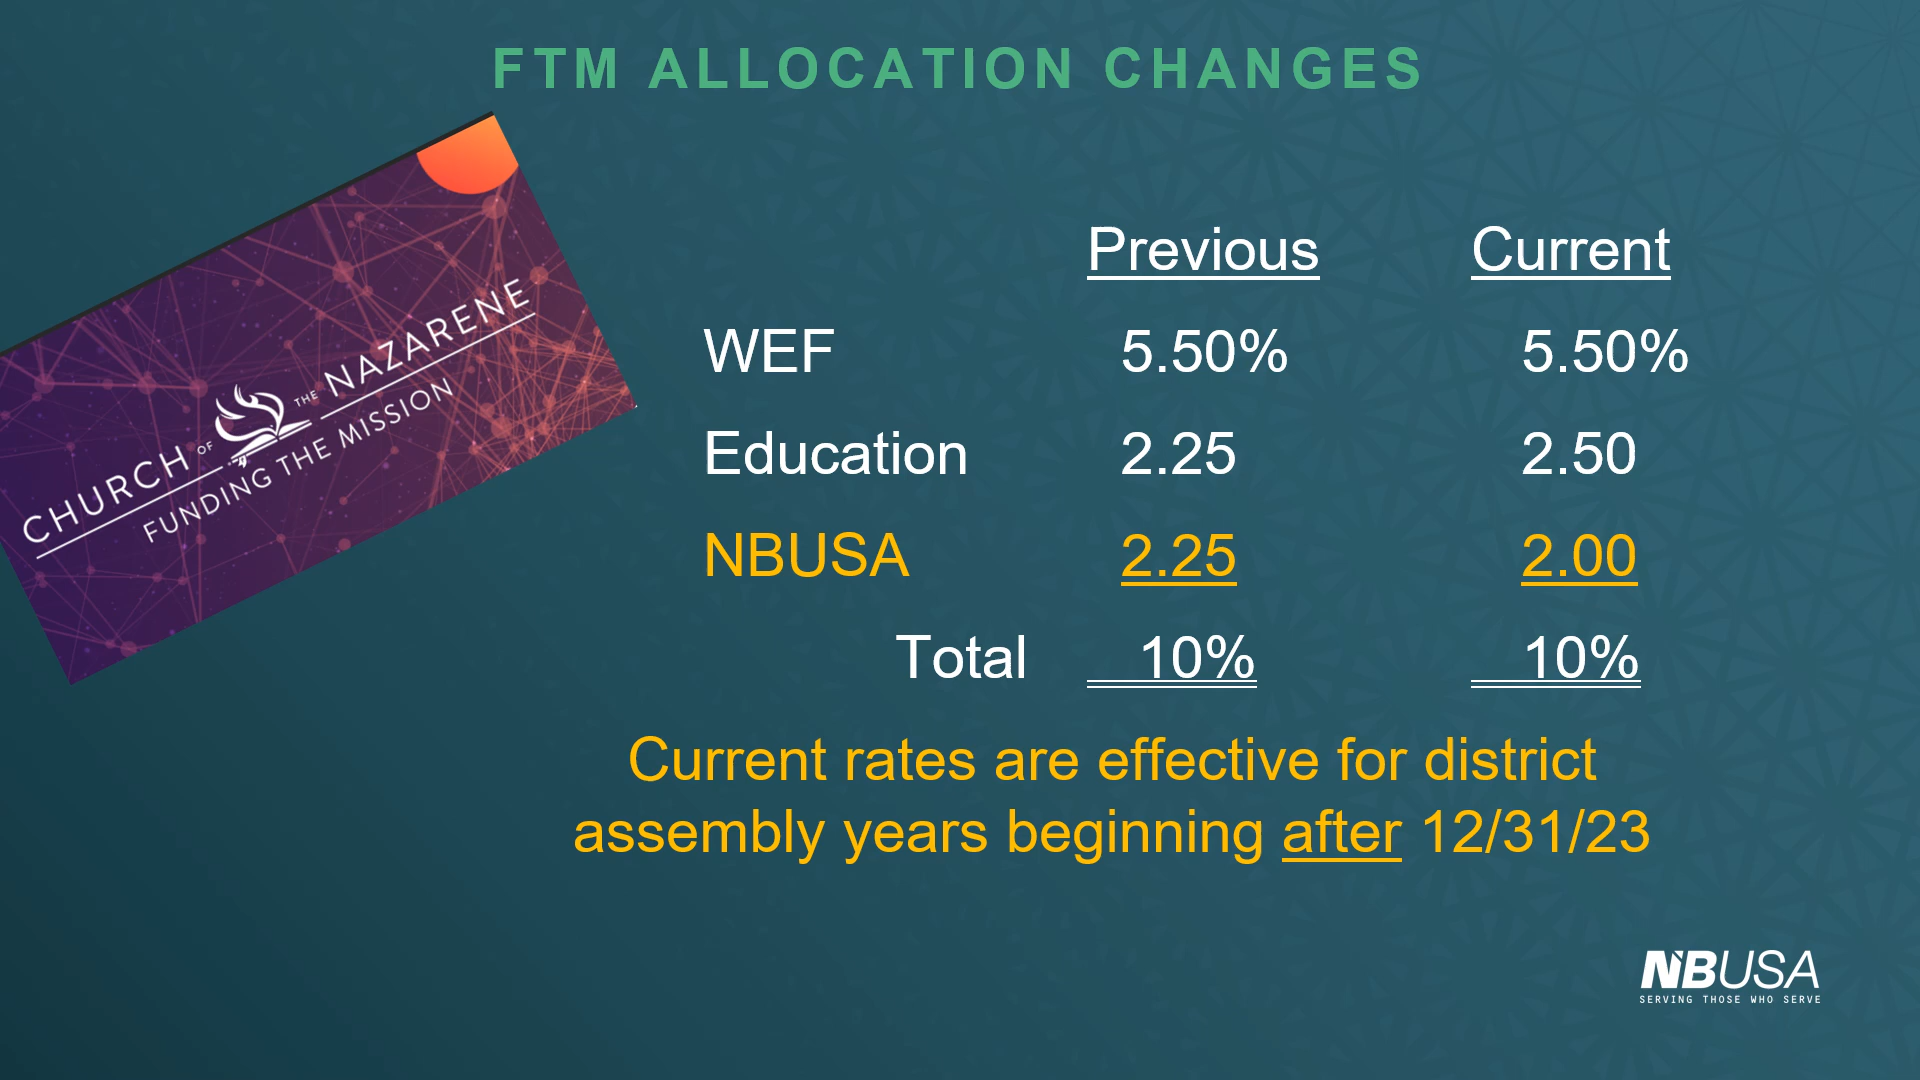 FTM ALLOCATION CHANGES
CHURCH OF THE NAZARENE
FUNDING THE MISSION
Previous Current
WEF 5.50% 5.50%
Education 2.25 2.50
NBUSA 2.25 2.00
Total 10% 10%
Current rates are effective for district
assembly years beginning after 12/31/23
NBUSA
SERVING THOSE WHO SERVE